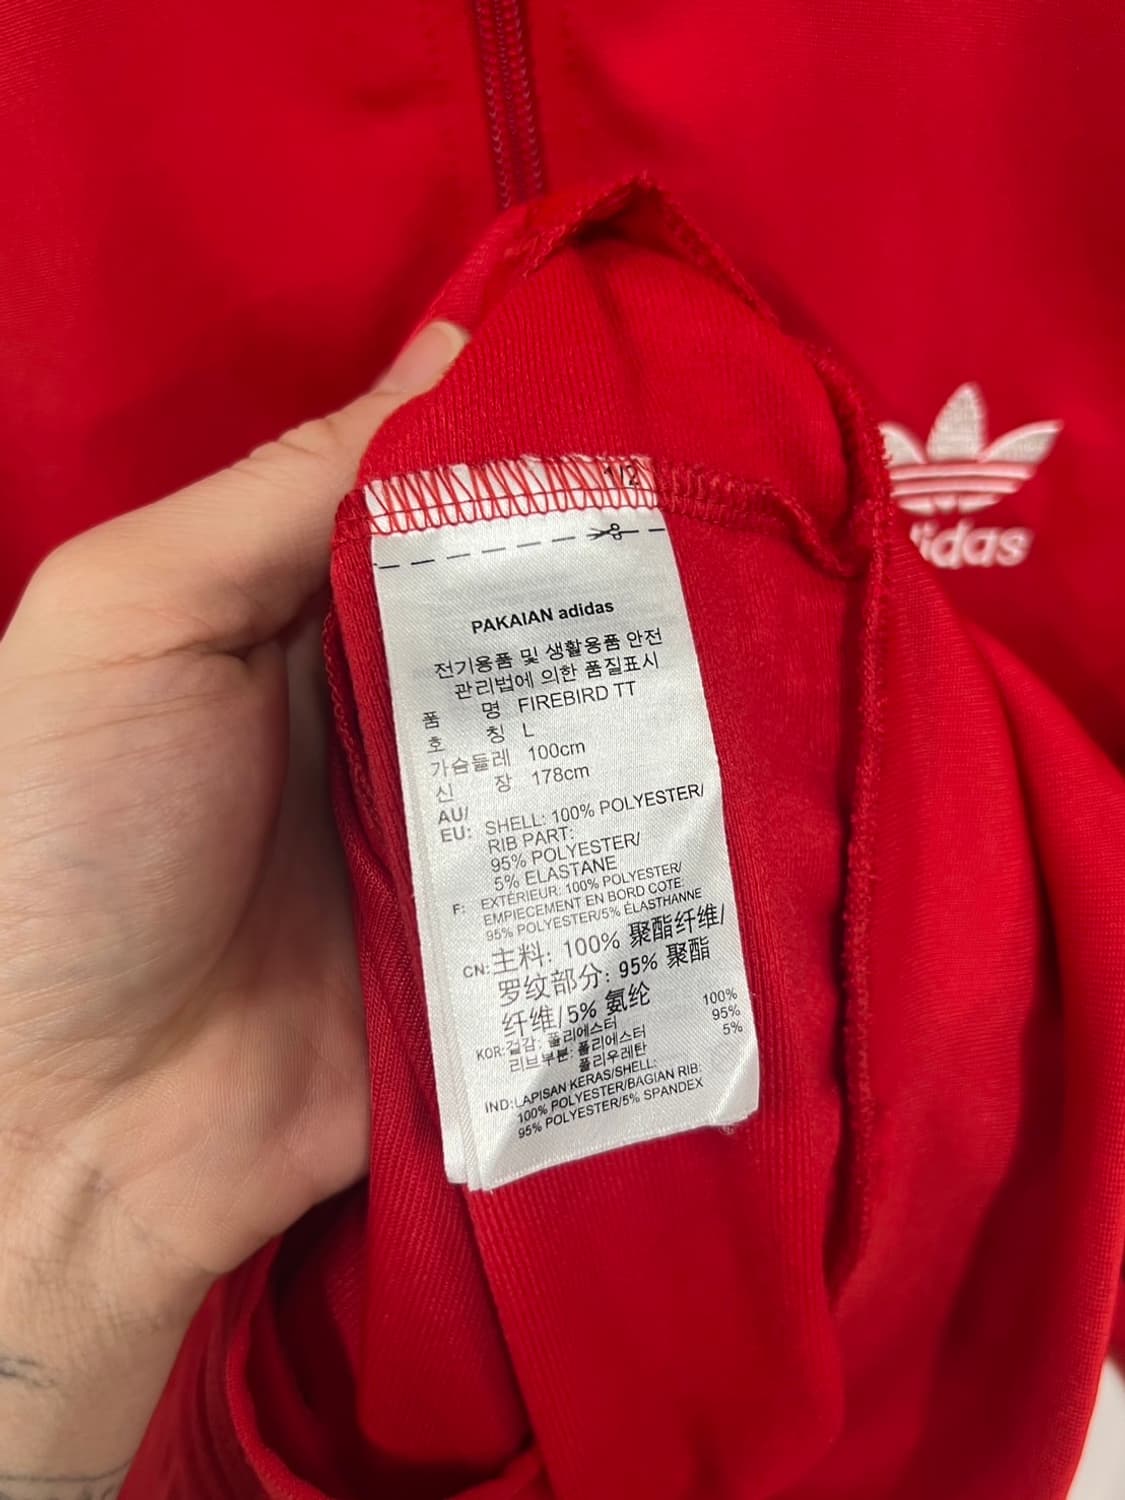 1/2
PAKAIAN adidas
전기용품 및 생활용품 안전
관리법에 의한 품질표시
품 명 FIREBIRD TT
호 칭 L
가슴둘레 100cm
신 장 178cm
AU/
EU: SHELL: 100% POLYESTER/
RIB PART:
95% POLYESTER/
5% ELASTANE
F: EXTÉRIEUR: 100% POLYESTER/
EMPIECEMENT EN BORD COTE:
95% POLYESTER/5% ÉLASTHANNE
CN: 主料: 100% 聚酯纤维/
罗纹部分: 95% 聚酯
纤维/5% 氨纶
KOR: 겉감: 폴리에스터 100%
리브부분: 폴리에스터 95%
폴리우레탄 5%
IND: LAPISAN KERAS/SHELL:
100% POLYESTER/BAGIAN RIB:
95% POLYESTER/5% SPANDEX
adidas